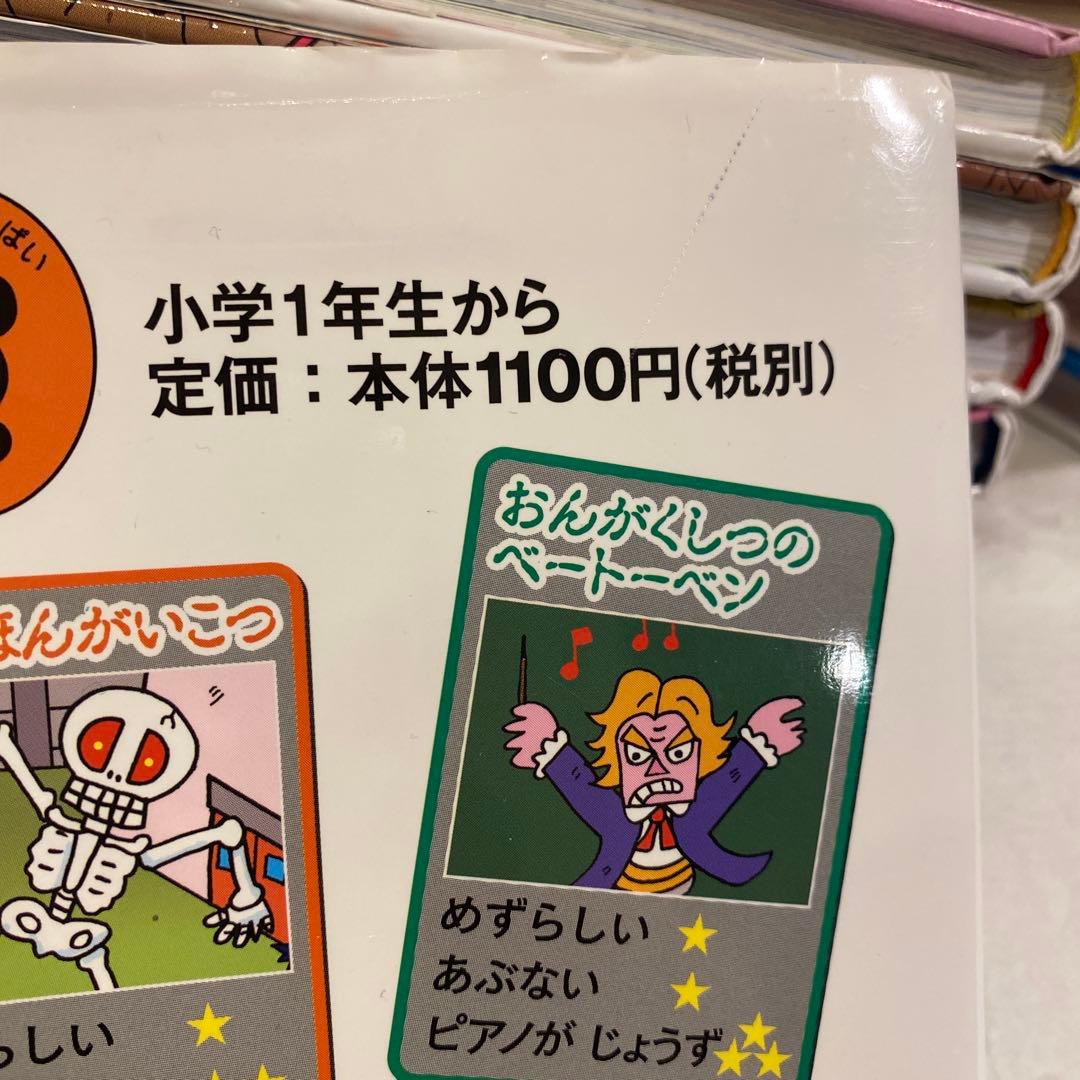 ぱい
小学1年生から
定価：本体1100円(税別)
おんがくしつの
ベートーベン
ほんがいこつ
めずらしい
あぶない
ピアノが じょうず
らしい